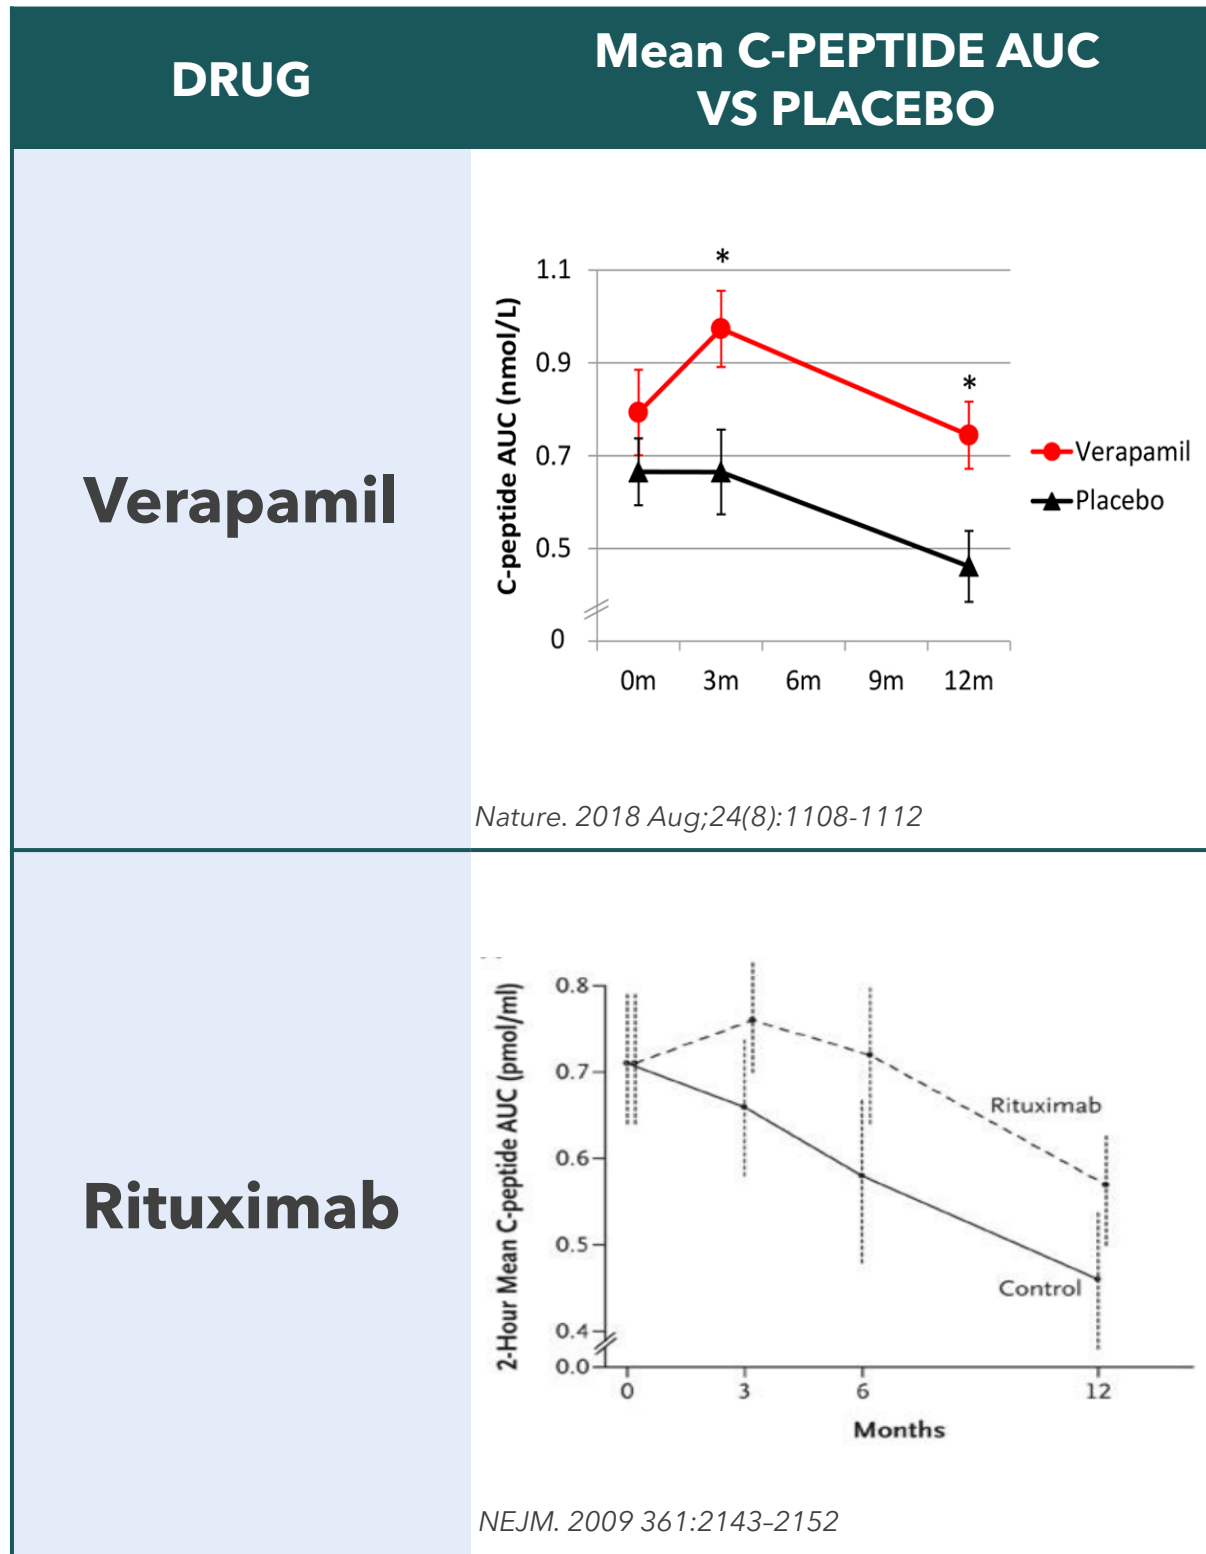 DRUG
Mean C-PEPTIDE AUC
VS PLACEBO
Verapamil
C-peptide AUC (nmol/L)
1.1
0.9
0.7
0.5
0
*
*
0m 3m 6m 9m 12m
Verapamil
Placebo
Nature. 2018 Aug;24(8):1108-1112
Rituximab
2-Hour Mean C-peptide AUC (pmol/ml)
0.8
0.7
0.6
0.5
0.4
0.0
Rituximab
Control
0 3 6 12
Months
NEJM. 2009 361:2143–2152